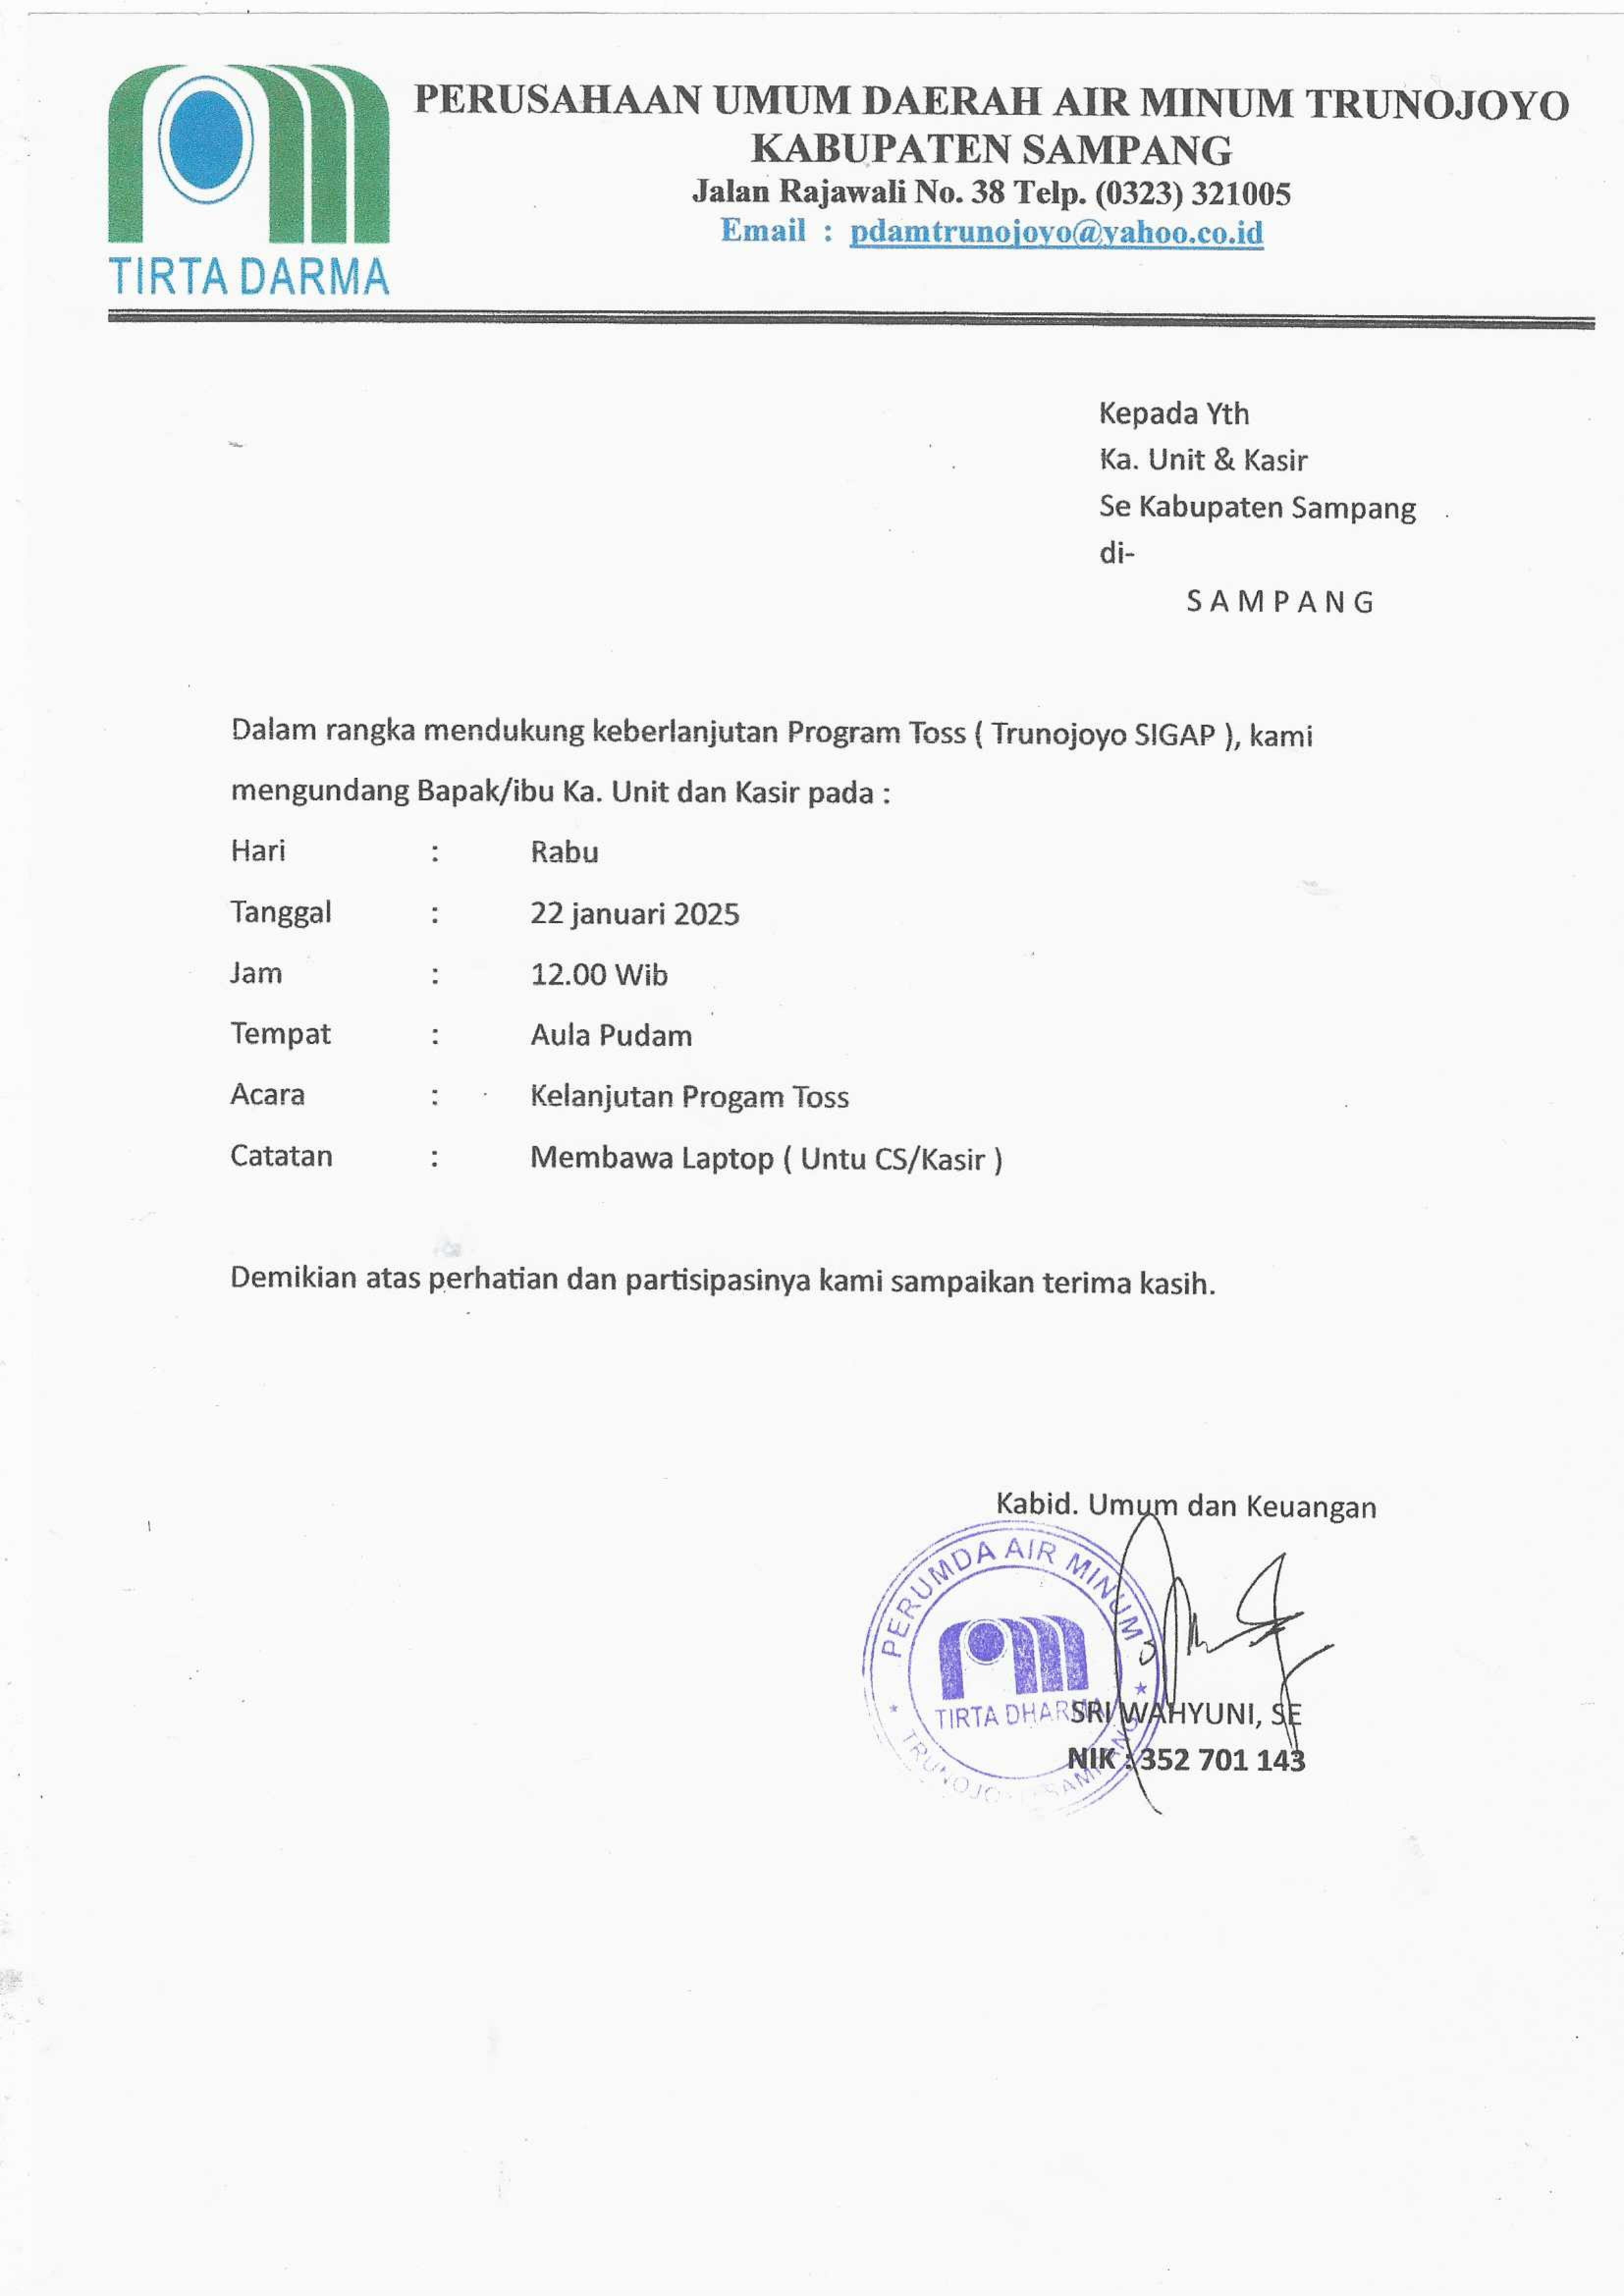 PERUSAHAAN UMUM DAERAH AIR MINUM TRUNOJOYO
KABUPATEN SAMPANG
Jalan Rajawali No. 38 Telp. (0323) 321005
Email : pdamtrunojoyo@yahoo.co.id
TIRTA DARMA
Kepada Yth
Ka. Unit & Kasir
Se Kabupaten Sampang
di-
S A M P A N G
Dalam rangka mendukung keberlanjutan Program Toss ( Trunojoyo SIGAP ), kami
mengundang Bapak/ibu Ka. Unit dan Kasir pada :
Hari : Rabu
Tanggal : 22 januari 2025
Jam : 12.00 Wib
Tempat : Aula Pudam
Acara : Kelanjutan Progam Toss
Catatan : Membawa Laptop ( Untu CS/Kasir )
Demikian atas perhatian dan partisipasinya kami sampaikan terima kasih.
Kabid. Umum dan Keuangan
PERUMDA AIR MINUM
TIRTA DHARMA
SAMPANG
SRI WAHYUNI, SE
NIK : 352 701 143